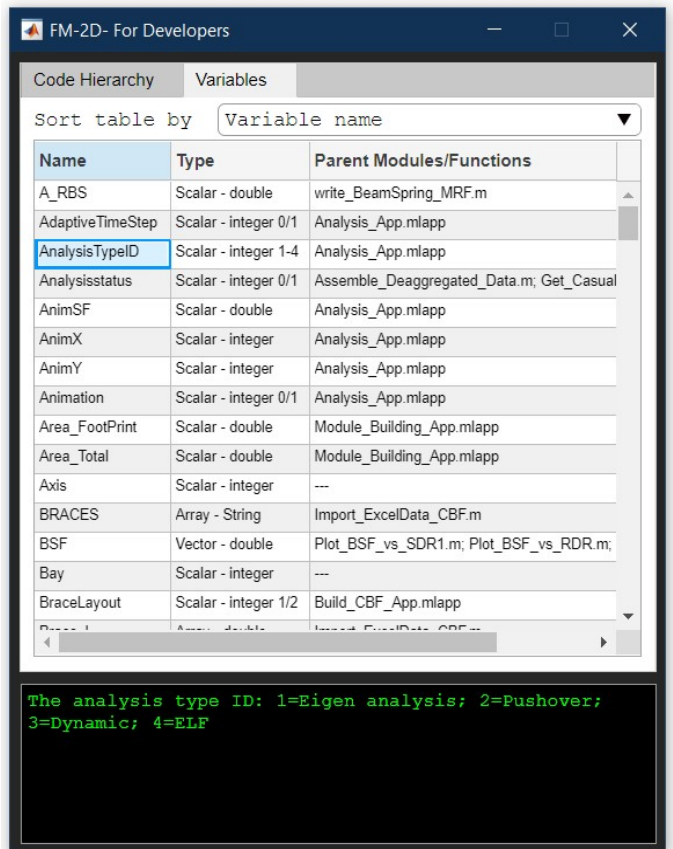 FM-2D- For Developers
Code Hierarchy Variables
Sort table by Variable name
Name Type Parent Modules/Functions
A_RBS Scalar - double write_BeamSpring_MRF.m
AdaptiveTimeStep Scalar - integer 0/1 Analysis_App.mlapp
AnalysisTypeID Scalar - integer 1-4 Analysis_App.mlapp
Analysisstatus Scalar - integer 0/1 Assemble_Deaggregated_Data.m; Get_Casual
AnimSF Scalar - double Analysis_App.mlapp
AnimX Scalar - integer Analysis_App.mlapp
AnimY Scalar - integer Analysis_App.mlapp
Animation Scalar - integer 0/1 Analysis_App.mlapp
Area_FootPrint Scalar - double Module_Building_App.mlapp
Area_Total Scalar - double Module_Building_App.mlapp
Axis Scalar - integer ---
BRACES Array - String Import_ExcelData_CBF.m
BSF Vector - double Plot_BSF_vs_SDR1.m; Plot_BSF_vs_RDR.m;
Bay Scalar - integer ---
BraceLayout Scalar - integer 1/2 Build_CBF_App.mlapp
The analysis type ID: 1=Eigen analysis; 2=Pushover;
3=Dynamic; 4=ELF